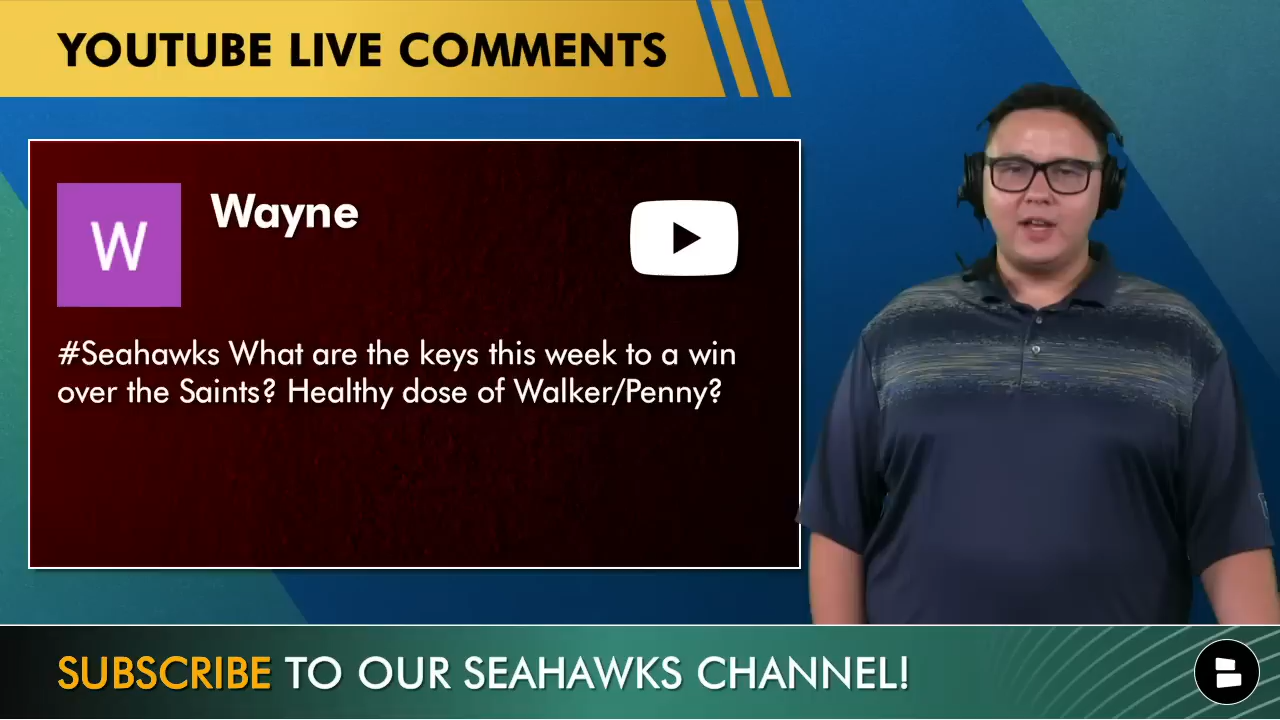 YOUTUBE LIVE COMMENTS
W
Wayne
#Seahawks What are the keys this week to a win
over the Saints? Healthy dose of Walker/Penny?
SUBSCRIBE TO OUR SEAHAWKS CHANNEL!